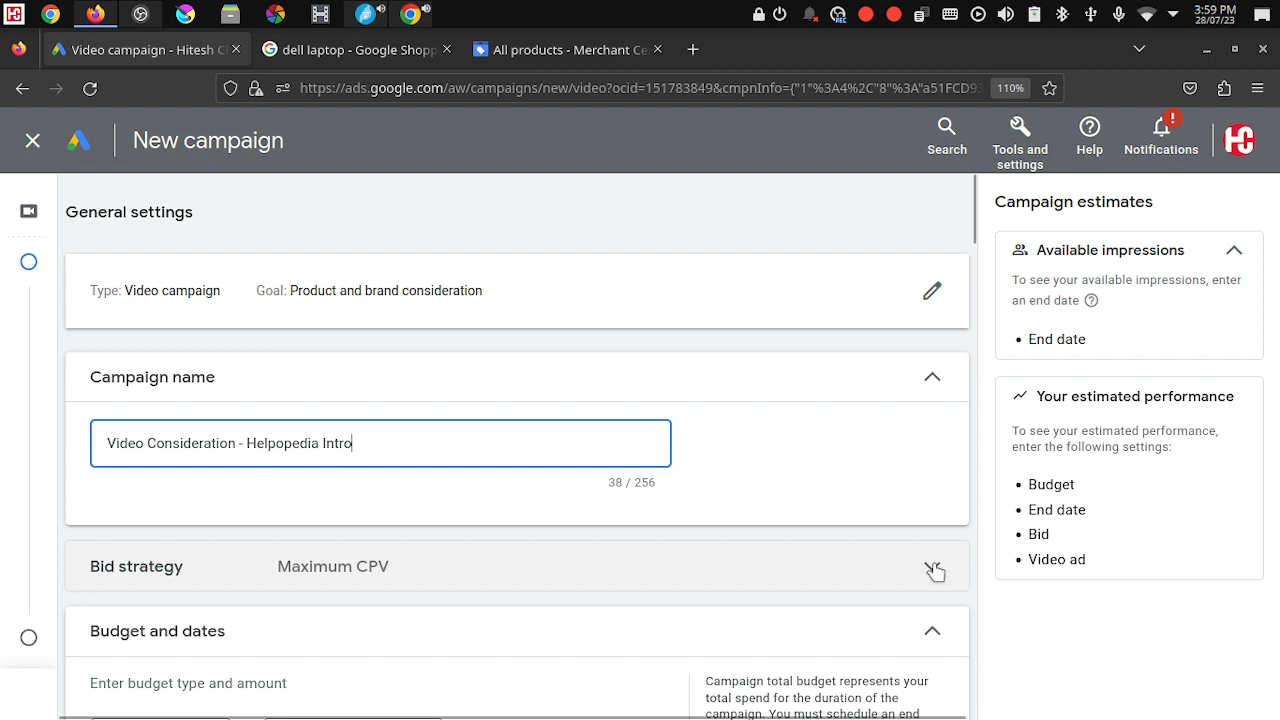 3:59 PM
28/07/23
Video campaign - Hitesh C
dell laptop - Google Shopp
All products - Merchant Ce
https://ads.google.com/aw/campaigns/new/video?ocid=151783849&cmpnInfo={"1"%3A4%2C"8"%3A"a51FCD93
110%
New campaign
Search
Tools and settings
Help
Notifications
General settings
Type: Video campaign
Goal: Product and brand consideration
Campaign name
Video Consideration - Helpopedia Intro
38 / 256
Bid strategy
Maximum CPV
Budget and dates
Enter budget type and amount
Campaign total budget represents your
total spend for the duration of the
campaign. You must schedule an end
Campaign estimates
Available impressions
To see your available impressions, enter
an end date
• End date
Your estimated performance
To see your estimated performance,
enter the following settings:
• Budget
• End date
• Bid
• Video ad